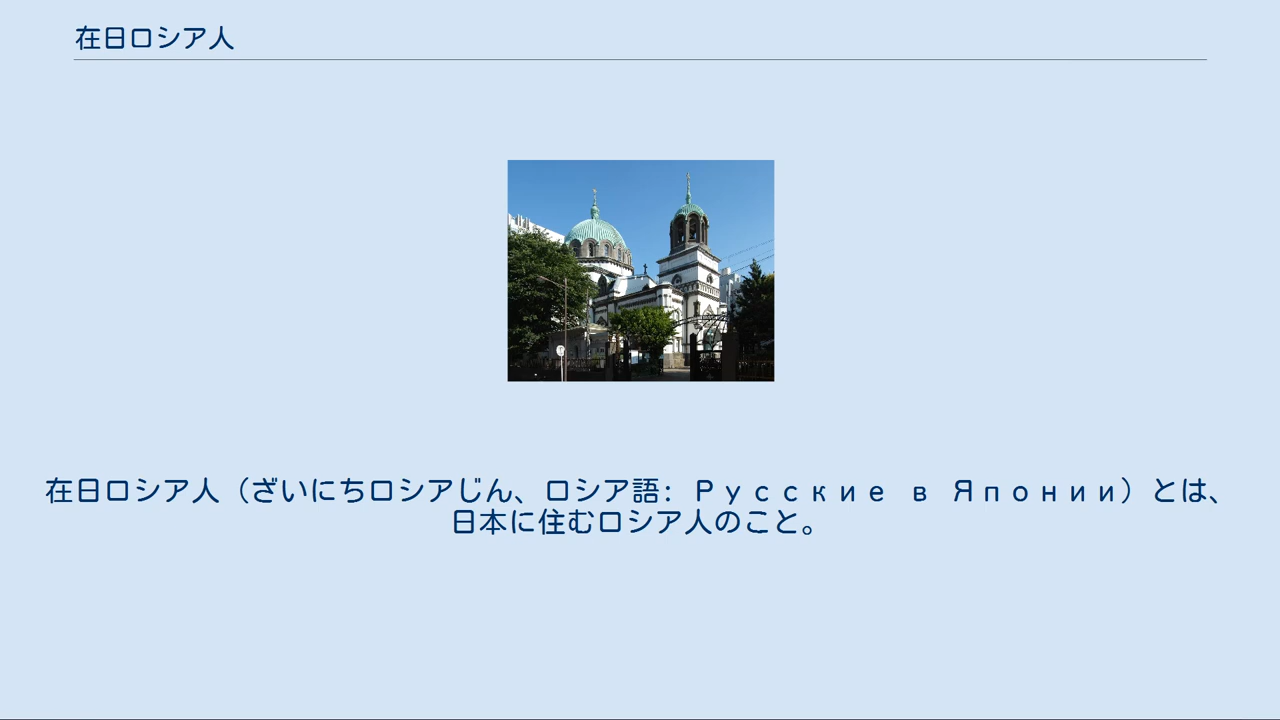 在日ロシア人
在日ロシア人（ざいにちロシアじん、ロシア語: Русские в Японии）とは、
日本に住むロシア人のこと。